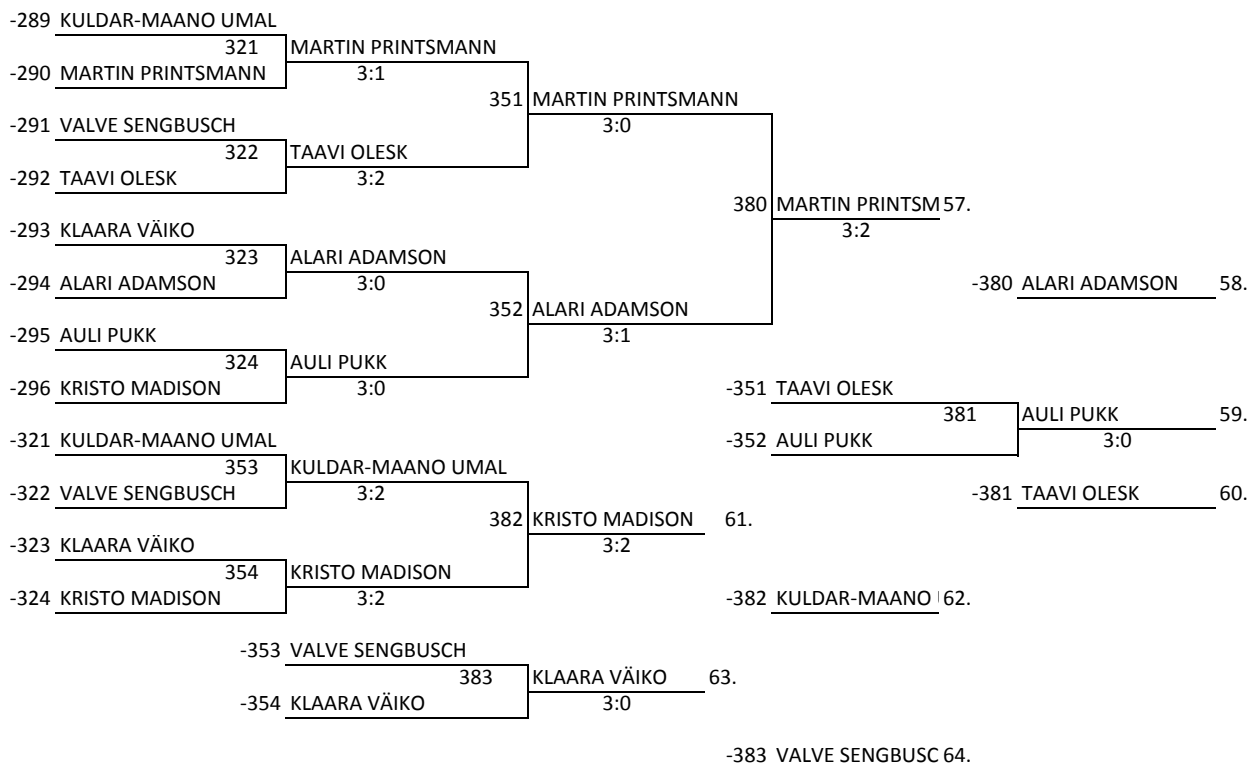 -289 KULDAR-MAANO UMAL
321 MARTIN PRINTSMANN
-290 MARTIN PRINTSMANN 3:1
351 MARTIN PRINTSMANN
-291 VALVE SENGBUSCH 3:0
322 TAAVI OLESK
-292 TAAVI OLESK 3:2
380 MARTIN PRINTSM 57.
-293 KLAARA VÄIKO 3:2
323 ALARI ADAMSON
-294 ALARI ADAMSON 3:0 -380 ALARI ADAMSON 58.
352 ALARI ADAMSON
-295 AULI PUKK 3:1
324 AULI PUKK
-296 KRISTO MADISON 3:0 -351 TAAVI OLESK
381 AULI PUKK 59.
-321 KULDAR-MAANO UMAL -352 AULI PUKK 3:0
353 KULDAR-MAANO UMAL
-322 VALVE SENGBUSCH 3:2 -381 TAAVI OLESK 60.
382 KRISTO MADISON 61.
-323 KLAARA VÄIKO 3:2
354 KRISTO MADISON
-324 KRISTO MADISON 3:2 -382 KULDAR-MAANO 62.
-353 VALVE SENGBUSCH
383 KLAARA VÄIKO 63.
-354 KLAARA VÄIKO 3:0
-383 VALVE SENGBUSC 64.